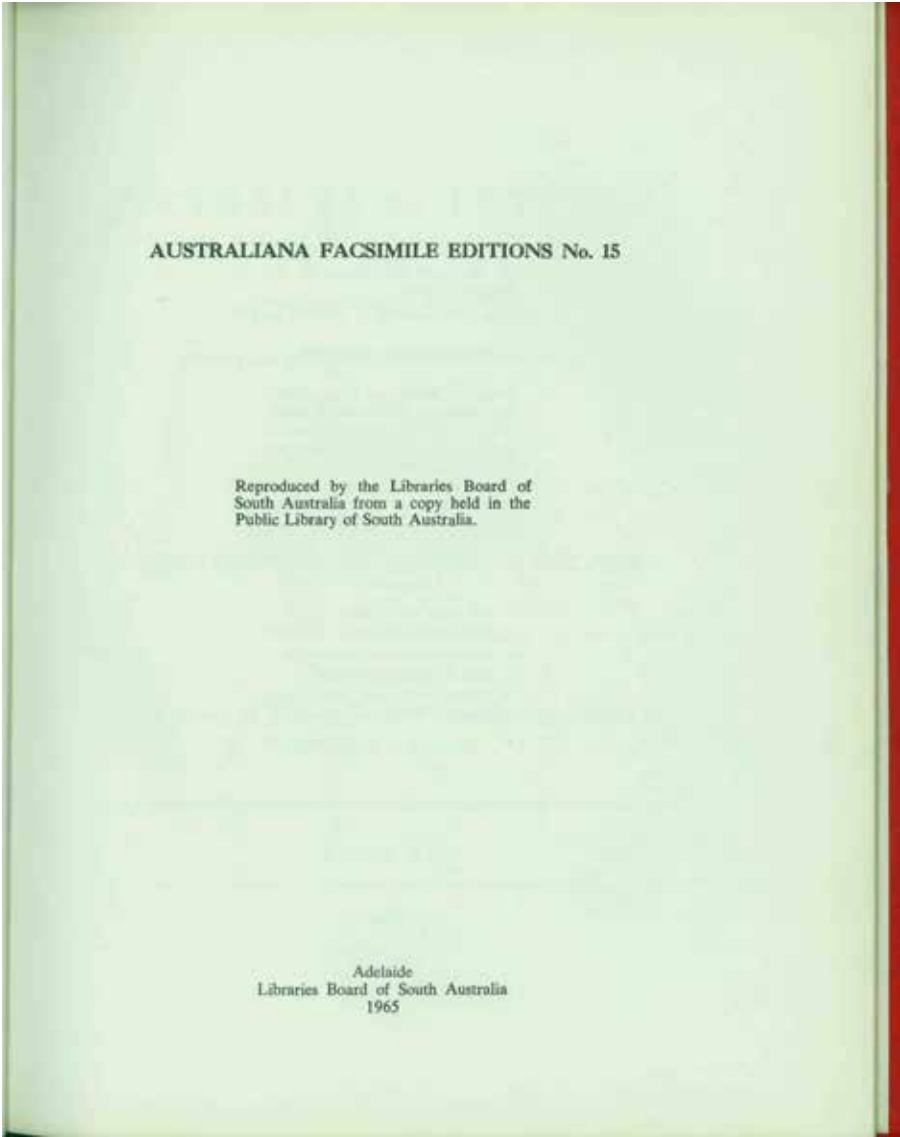 AUSTRALIANA FACSIMILE EDITIONS No. 15
Reproduced by the Libraries Board of
South Australia from a copy held in the
Public Library of South Australia.
Adelaide
Libraries Board of South Australia
1965